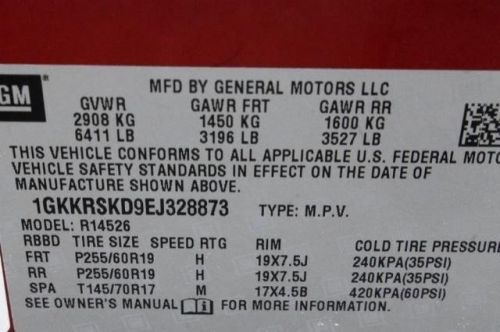 GM
MFD BY GENERAL MOTORS LLC
GVWR GAWR FRT GAWR RR
2908 KG 1450 KG 1600 KG
6411 LB 3196 LB 3527 LB
THIS VEHICLE CONFORMS TO ALL APPLICABLE U.S. FEDERAL MOTOR
VEHICLE SAFETY STANDARDS IN EFFECT ON THE DATE OF
MANUFACTURE SHOWN ABOVE.
1GKKRSKD9EJ328873 TYPE: M.P.V.
MODEL: R14526
RBBD TIRE SIZE SPEED RTG RIM COLD TIRE PRESSURE
FRT P255/60R19 H 19X7.5J 240KPA(35PSI)
RR P255/60R19 H 19X7.5J 240KPA(35PSI)
SPA T145/70R17 M 17X4.5B 420KPA(60PSI)
SEE OWNER'S MANUAL FOR MORE INFORMATION.